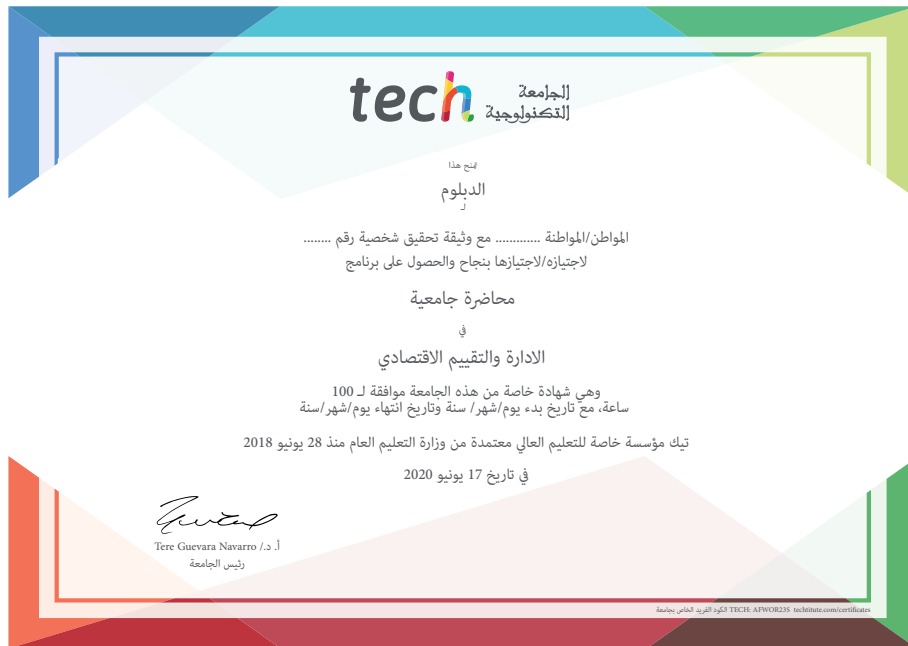 tech
الجامعة
التكنولوجية
يمنح هذا
الدبلوم
لـ
المواطن/المواطنة ............. مع وثيقة تحقيق شخصية رقم ........
لاجتيازه/لاجتيازها بنجاح والحصول على برنامج
محاضرة جامعية
في
الادارة والتقييم الاقتصادي
وهي شهادة خاصة من هذه الجامعة موافقة لـ 100
ساعة، مع تاريخ بدء يوم/شهر/ سنة وتاريخ انتهاء يوم/شهر/سنة
تيك مؤسسة خاصة للتعليم العالي معتمدة من وزارة التعليم العام منذ 28 يونيو 2018
في تاريخ 17 يونيو 2020
أ. د./ Tere Guevara Navarro
رئيس الجامعة
الكود الفريد الخاص بجامعة TECH: AFWOR23S techtitute.com/certificates